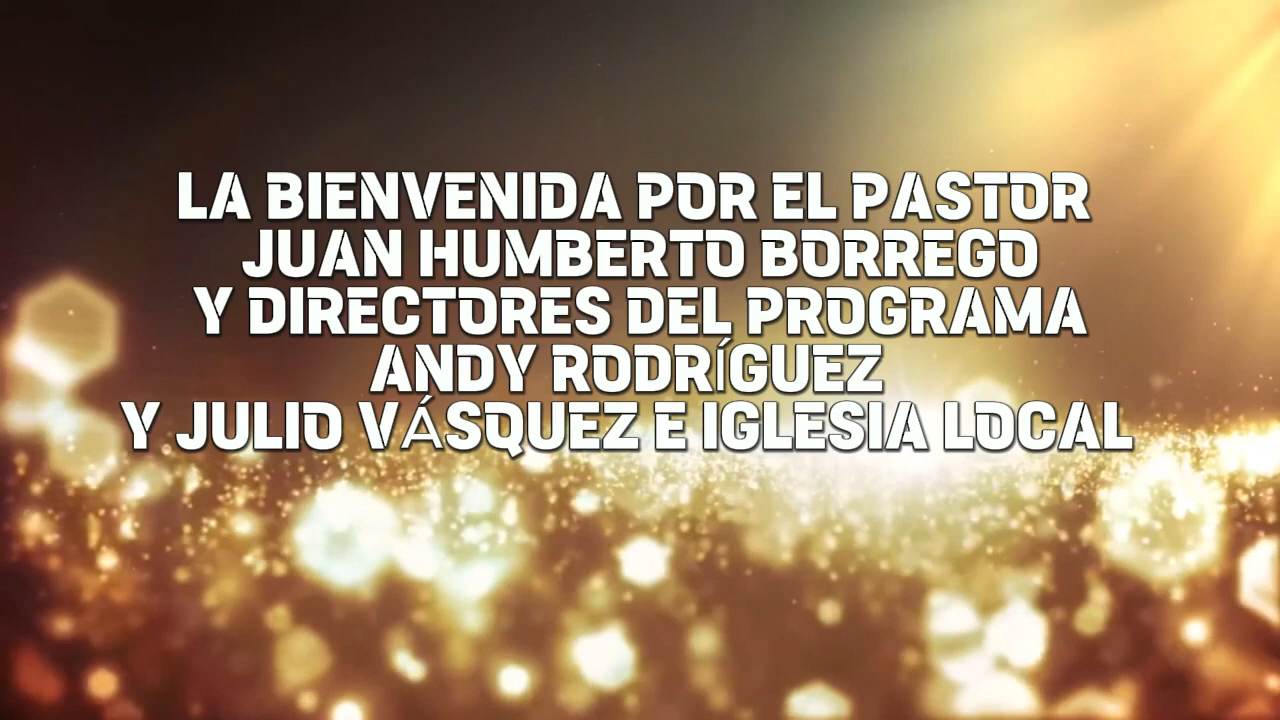 LA BIENVENIDA POR EL PASTOR
JUAN HUMBERTO BORREGO
Y DIRECTORES DEL PROGRAMA
ANDY RODRÍGUEZ
Y JULIO VÁSQUEZ E IGLESIA LOCAL